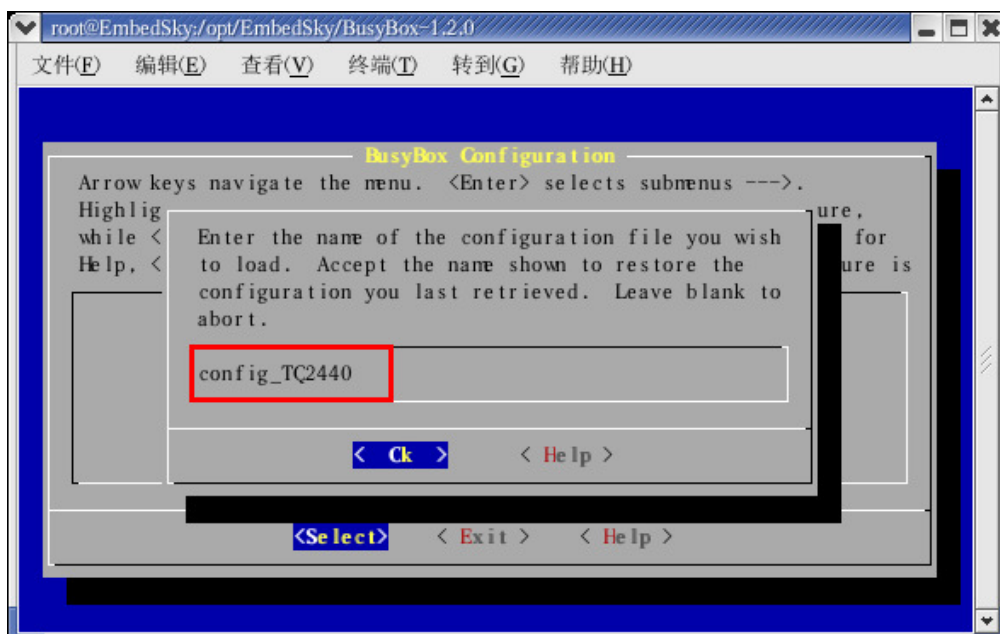 root@EmbedSky:/opt/EmbedSky/BusyBox-1.2.0
文件(F) 编辑(E) 查看(V) 终端(T) 转到(G) 帮助(H)
BusyBox Configuration
Arrow keys navigate the menu. <Enter> selects submenus --->.
Highlig ure,
while < for
Help, < ure is
Enter the name of the configuration file you wish
to load. Accept the name shown to restore the
configuration you last retrieved. Leave blank to
abort.
config_TQ2440
< Ok > < Help >
<Select> < Exit > < Help >